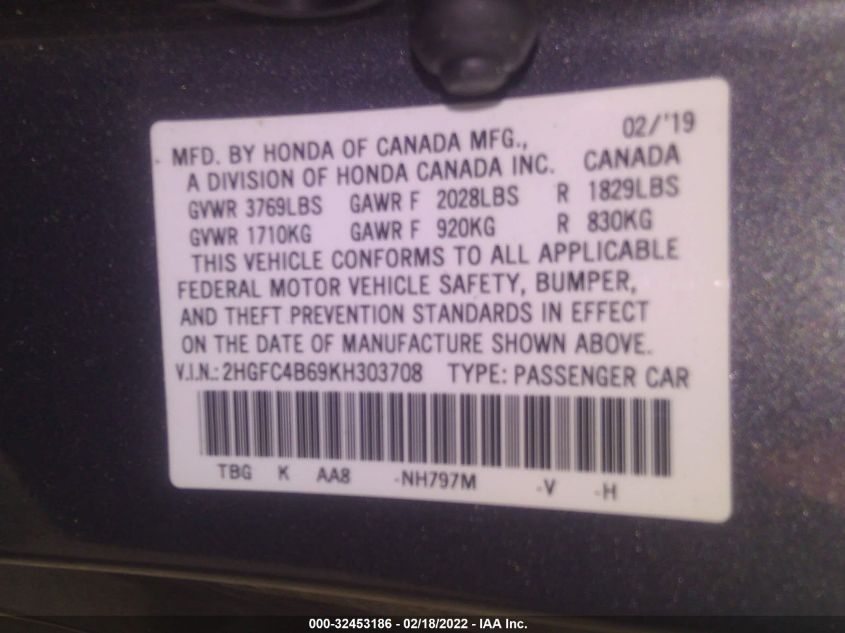 02/'19
MFD. BY HONDA OF CANADA MFG.,
A DIVISION OF HONDA CANADA INC. CANADA
GVWR 3769LBS GAWR F 2028LBS R 1829LBS
GVWR 1710KG GAWR F 920KG R 830KG
THIS VEHICLE CONFORMS TO ALL APPLICABLE
FEDERAL MOTOR VEHICLE SAFETY, BUMPER,
AND THEFT PREVENTION STANDARDS IN EFFECT
ON THE DATE OF MANUFACTURE SHOWN ABOVE.
V.I.N.: 2HGFC4B69KH303708 TYPE: PASSENGER CAR
TBG K AA8 -NH797M -V -H
000-32453186 - 02/18/2022 - IAA Inc.